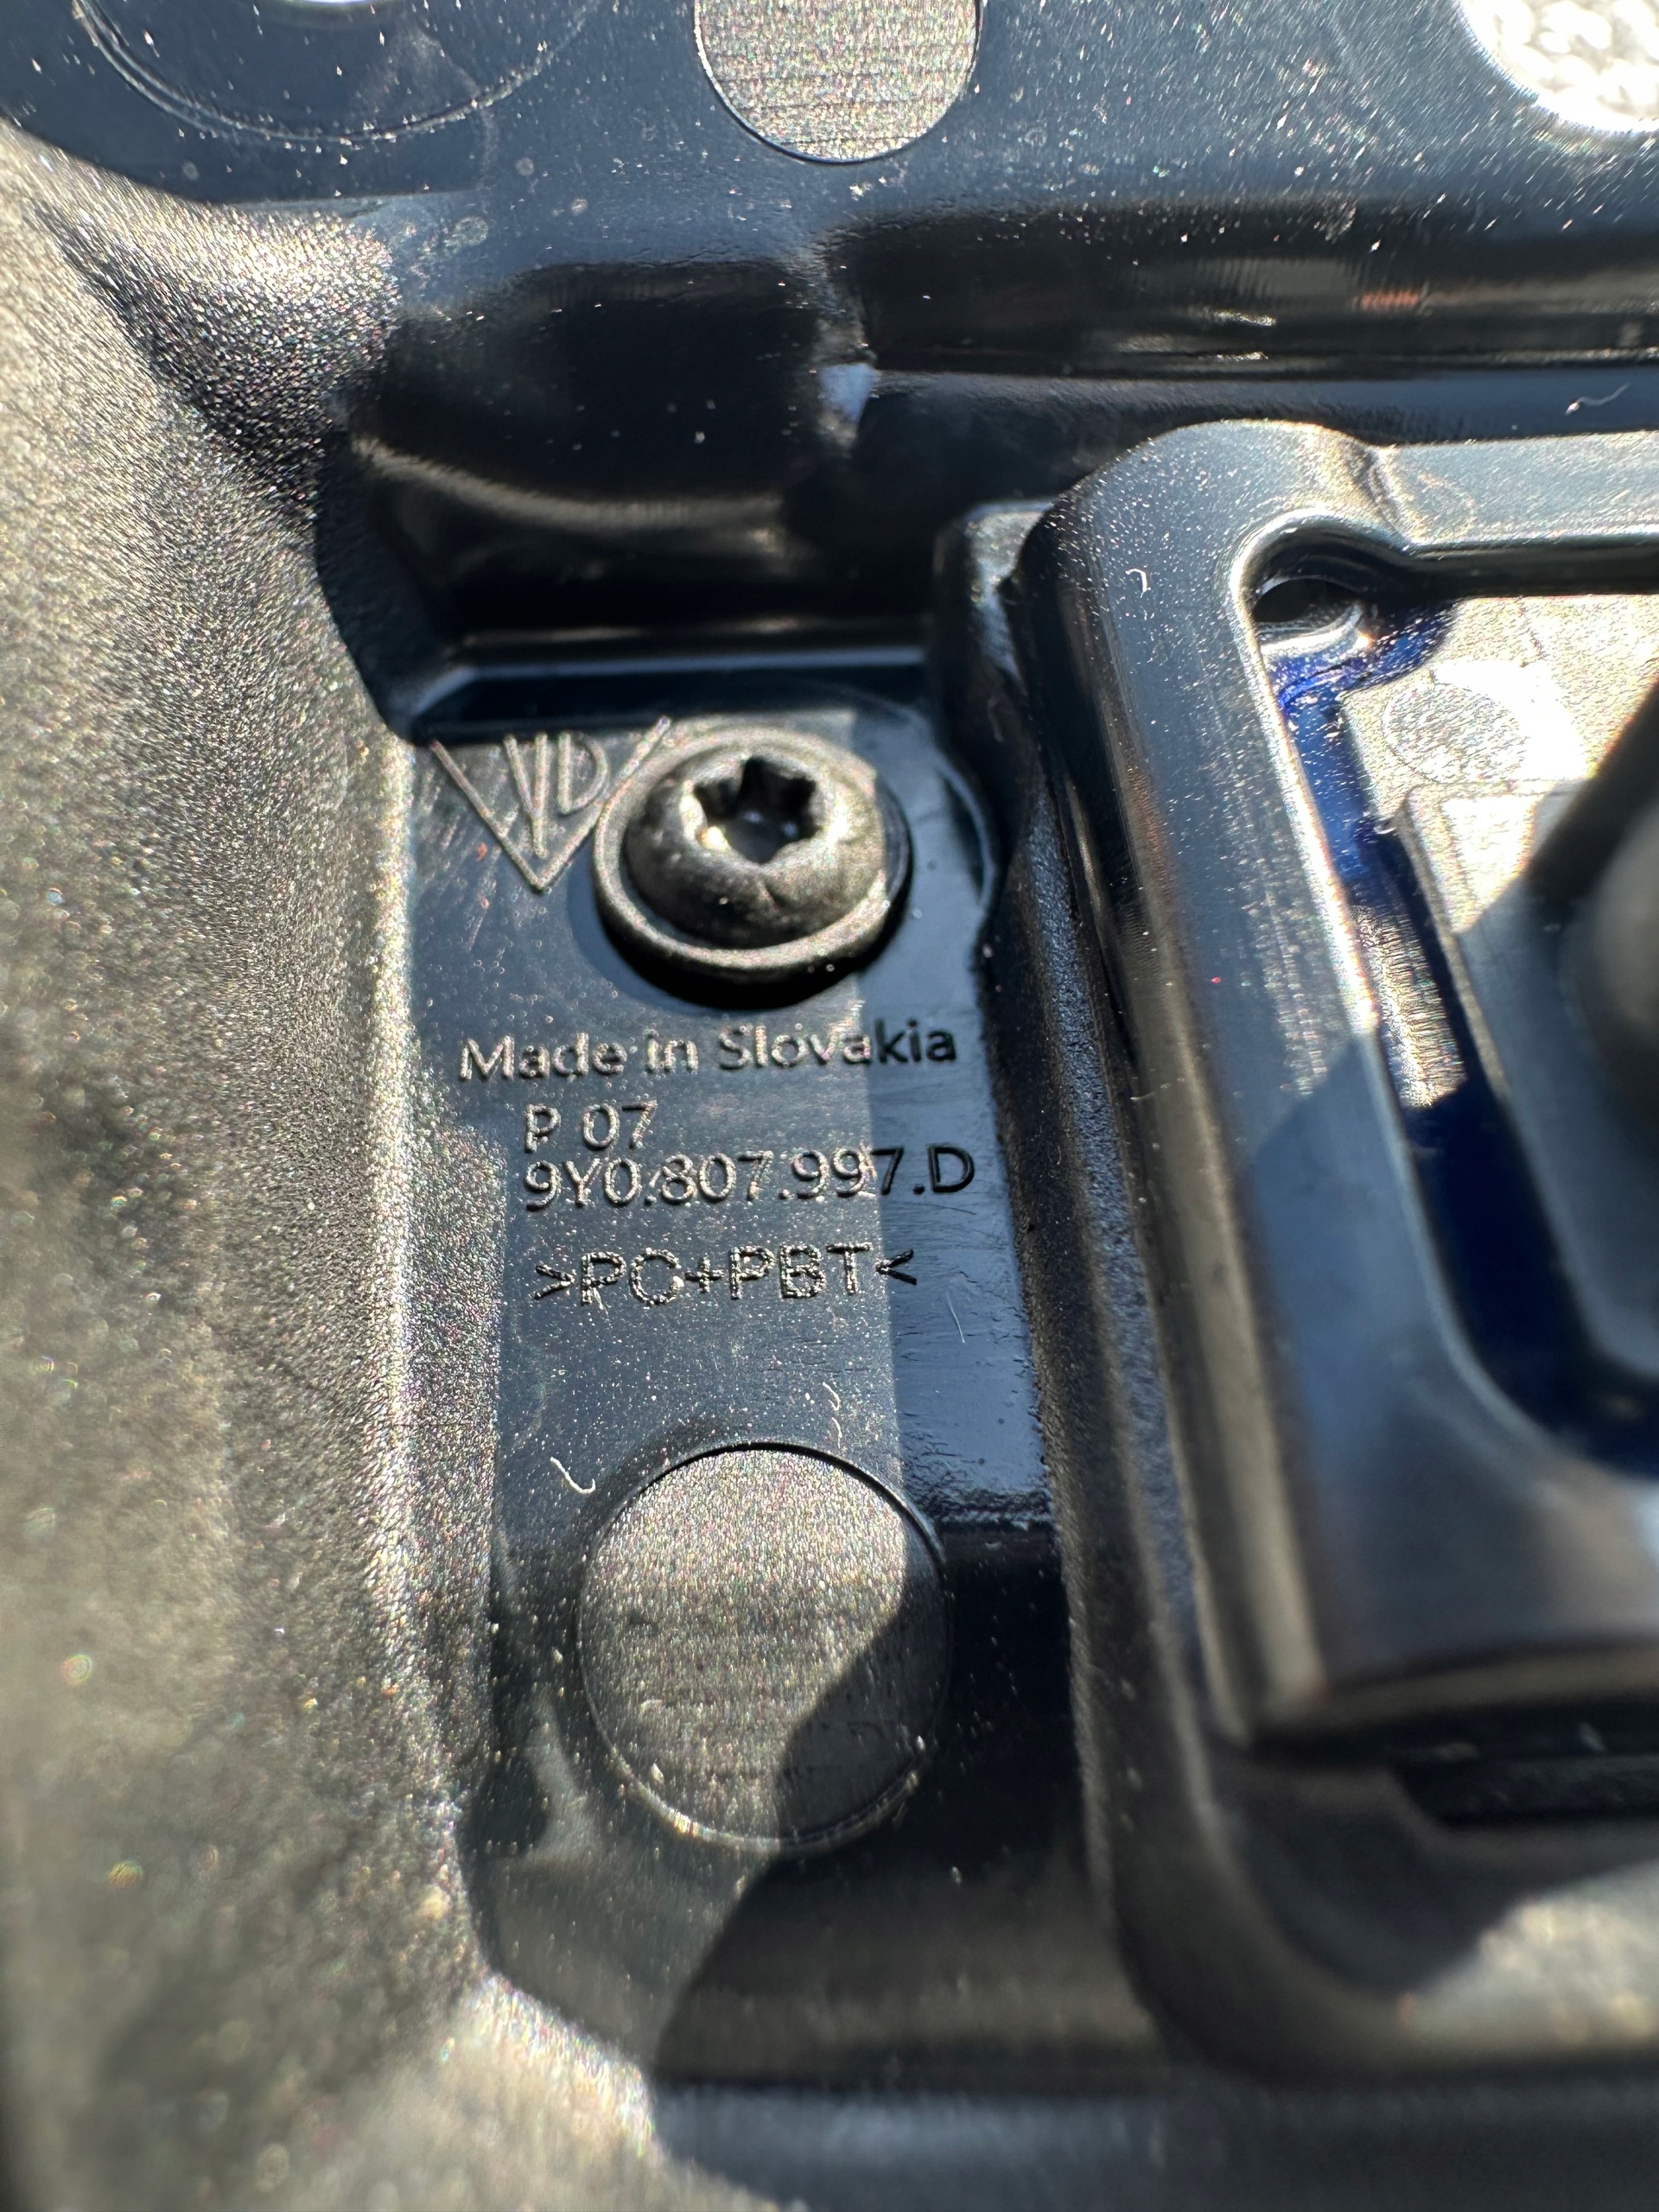 Made in Slovakia
P 07
9Y0.807.997.D
>PC+PBT<